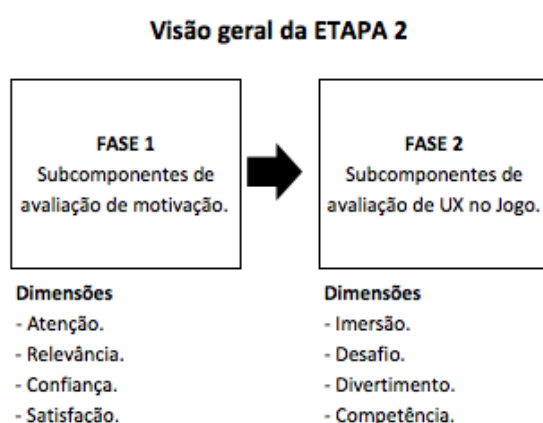 Visão geral da ETAPA 2
FASE 1
Subcomponentes de
avaliação de motivação.
Dimensões
- Atenção.
- Relevância.
- Confiança.
- Satisfação.
FASE 2
Subcomponentes de
avaliação de UX no Jogo.
Dimensões
- Imersão.
- Desafio.
- Divertimento.
- Competência.